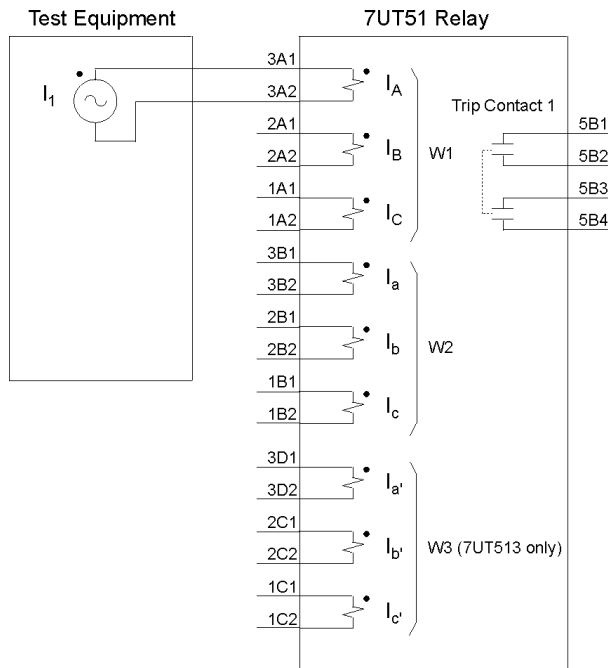 Test Equipment
7UT51 Relay
I1
3A1
3A2
IA
2A1
2A2
IB
W1
1A1
1A2
IC
Trip Contact 1
5B1
5B2
5B3
5B4
3B1
3B2
Ia
2B1
2B2
Ib
W2
1B1
1B2
Ic
3D1
3D2
Ia'
2C1
2C2
Ib'
W3 (7UT513 only)
1C1
1C2
Ic'